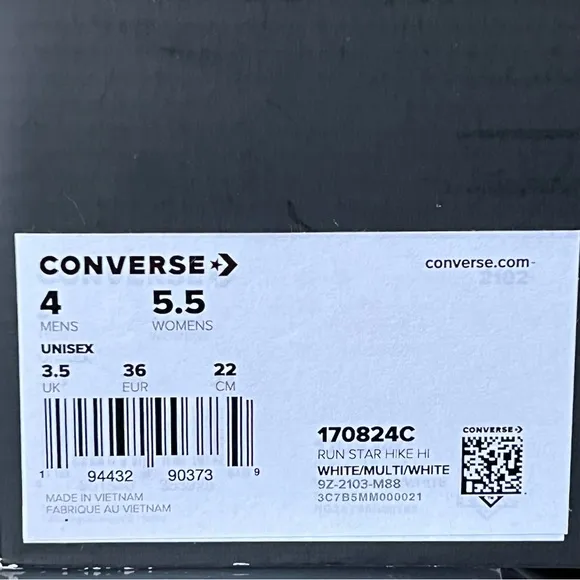 CONVERSE
converse.com
4 5.5
MENS WOMENS
UNISEX
3.5 36 22
UK EUR CM
1 94432 90373 9
MADE IN VIETNAM
FABRIQUE AU VIETNAM
170824C
RUN STAR HIKE HI
WHITE/MULTI/WHITE
9Z-2103-M88
3C7B5MM000021
CONVERSE